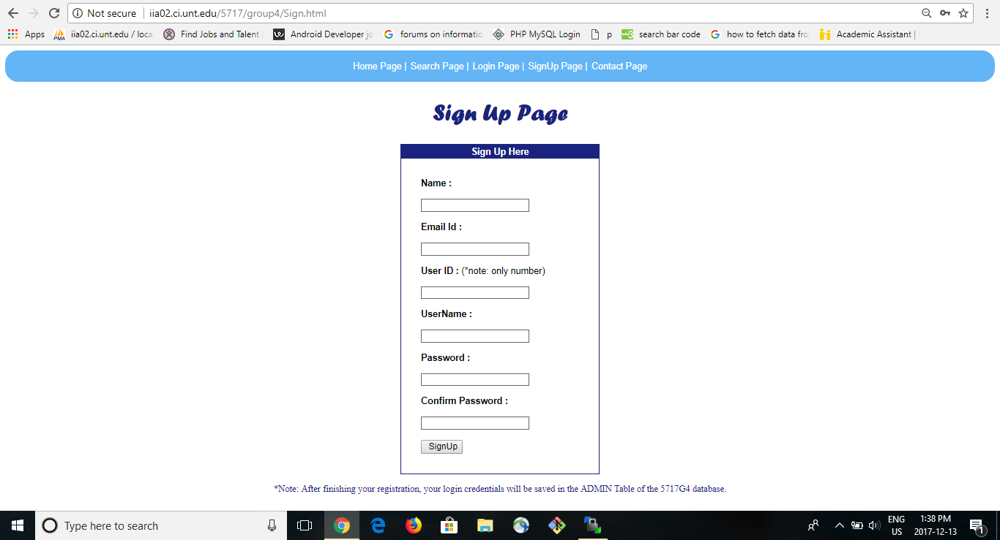 Not secure | iia02.ci.unt.edu/5717/group4/Sign.html
Apps iia02.ci.unt.edu / loca Find Jobs and Talent Android Developer jo forums on informatio PHP MySQL Login p search bar code how to fetch data fro Academic Assistant |
Home Page | Search Page | Login Page | SignUp Page | Contact Page
Sign Up Page
Sign Up Here
Name :
Email Id :
User ID : (*note: only number)
UserName :
Password :
Confirm Password :
SignUp
*Note: After finishing your registration, your login credentials will be saved in the ADMIN Table of the 5717G4 database.
Type here to search
ENG 1:38 PM
US 2017-12-13
1